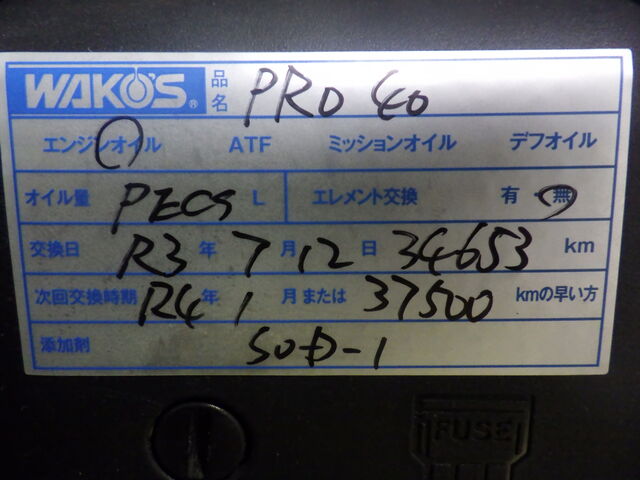 WAKO'S® 品名 PRO 40
エンジンオイル ATF ミッションオイル デフオイル
オイル量 PECS L エレメント交換 有 無
交換日 R3 年 7 月 12 日 34653 km
次回交換時期 R4 年 1 月 または 37500 kmの早い方
添加剤 SOD-1
FUSE